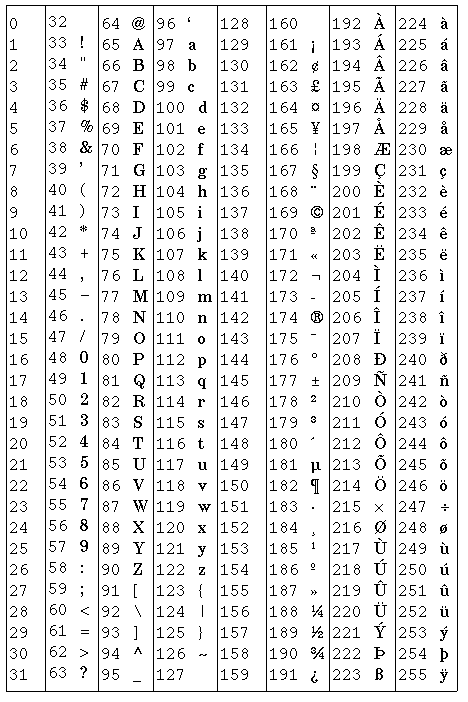 0 32 64 @ 96 ‘ 128 160 192 À 224 à
1 33 ! 65 A 97 a 129 161 ¡ 193 Á 225 á
2 34 " 66 B 98 b 130 162 ¢ 194 Â 226 â
3 35 # 67 C 99 c 131 163 £ 195 Ã 227 ã
4 36 $ 68 D 100 d 132 164 ¤ 196 Ä 228 ä
5 37 % 69 E 101 e 133 165 ¥ 197 Å 229 å
6 38 & 70 F 102 f 134 166 ¦ 198 Æ 230 æ
7 39 ’ 71 G 103 g 135 167 § 199 Ç 231 ç
8 40 ( 72 H 104 h 136 168 ¨ 200 È 232 è
9 41 ) 73 I 105 i 137 169 © 201 É 233 é
10 42 * 74 J 106 j 138 170 ª 202 Ê 234 ê
11 43 + 75 K 107 k 139 171 « 203 Ë 235 ë
12 44 , 76 L 108 l 140 172 ¬ 204 Ì 236 ì
13 45 – 77 M 109 m 141 173 - 205 Í 237 í
14 46 . 78 N 110 n 142 174 ® 206 Î 238 î
15 47 / 79 O 111 o 143 175 ¯ 207 Ï 239 ï
16 48 0 80 P 112 p 144 176 ° 208 Ð 240 ð
17 49 1 81 Q 113 q 145 177 ± 209 Ñ 241 ñ
18 50 2 82 R 114 r 146 178 ² 210 Ò 242 ò
19 51 3 83 S 115 s 147 179 ³ 211 Ó 243 ó
20 52 4 84 T 116 t 148 180 ´ 212 Ô 244 ô
21 53 5 85 U 117 u 149 181 µ 213 Õ 245 õ
22 54 6 86 V 118 v 150 182 ¶ 214 Ö 246 ö
23 55 7 87 W 119 w 151 183 · 215 × 247 ÷
24 56 8 88 X 120 x 152 184 ¸ 216 Ø 248 ø
25 57 9 89 Y 121 y 153 185 ¹ 217 Ù 249 ù
26 58 : 90 Z 122 z 154 186 º 218 Ú 250 ú
27 59 ; 91 [ 123 { 155 187 » 219 Û 251 û
28 60 < 92 \ 124 | 156 188 ¼ 220 Ü 252 ü
29 61 = 93 ] 125 } 157 189 ½ 221 Ý 253 ý
30 62 > 94 ^ 126 ~ 158 190 ¾ 222 Þ 254 þ
31 63 ? 95 _ 127 159 191 ¿ 223 ß 255 ÿ